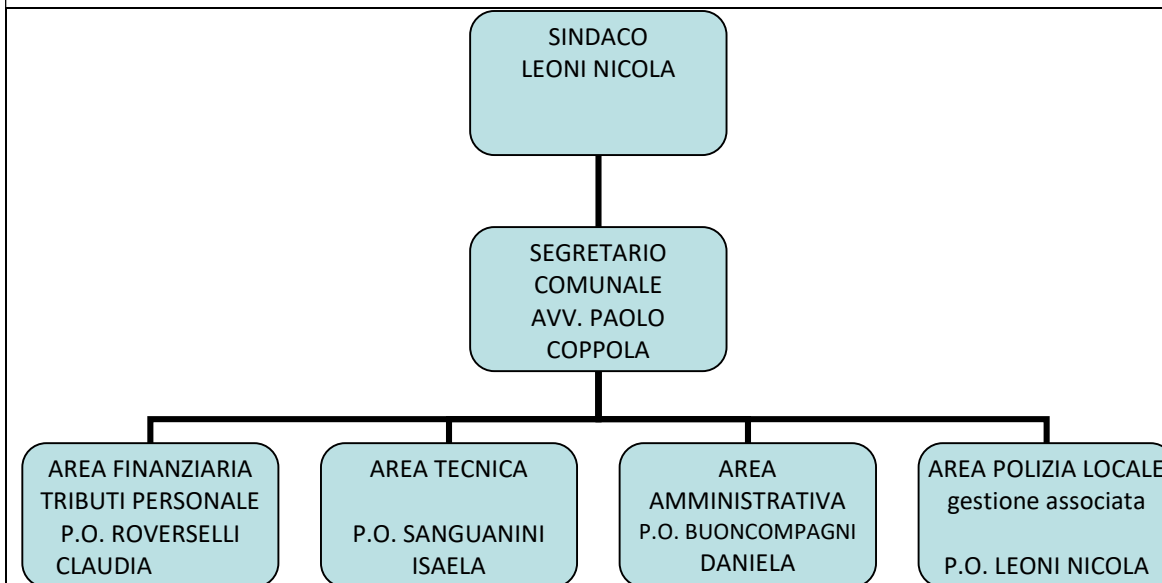 SINDACO
LEONI NICOLA
SEGRETARIO
COMUNALE
AVV. PAOLO
COPPOLA
AREA FINANZIARIA
TRIBUTI PERSONALE
P.O. ROVERSELLI
CLAUDIA
AREA TECNICA
P.O. SANGUANINI
ISAELA
AREA
AMMINISTRATIVA
P.O. BUONCOMPAGNI
DANIELA
AREA POLIZIA LOCALE
gestione associata
P.O. LEONI NICOLA